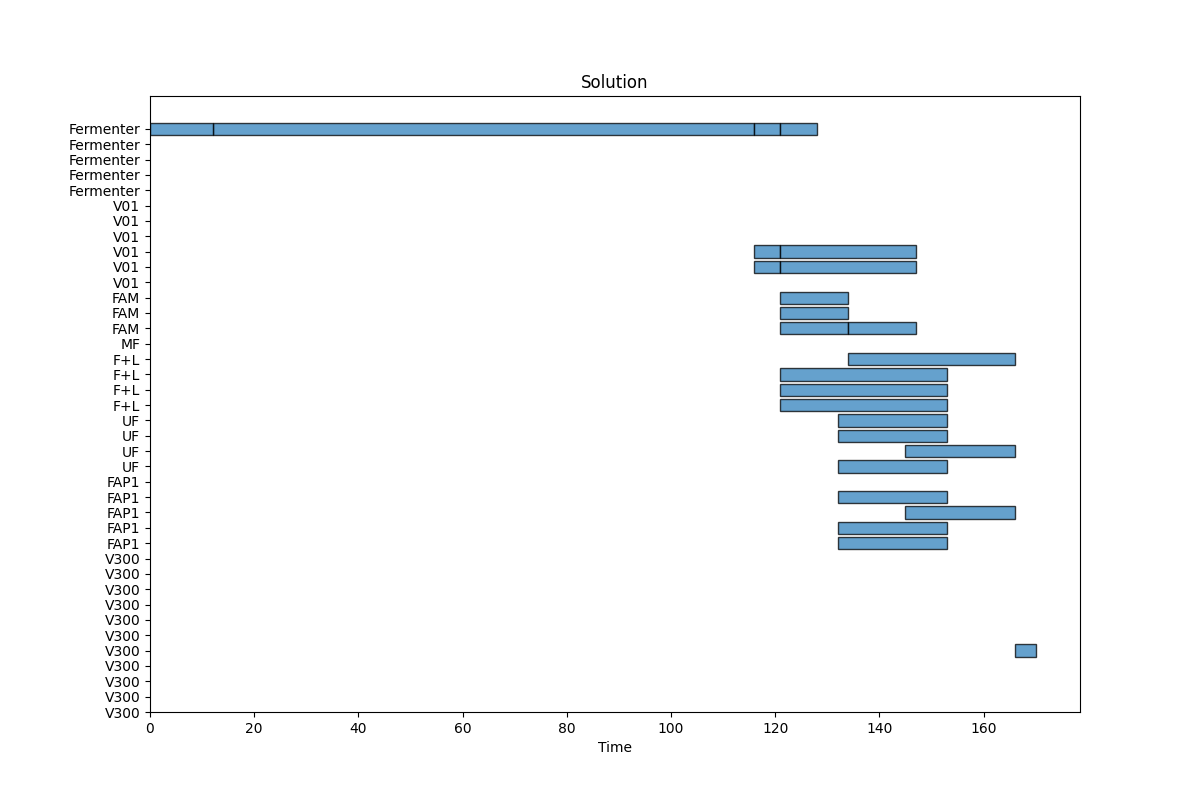 Solution
Fermenter
Fermenter
Fermenter
Fermenter
Fermenter
V01
V01
V01
V01
V01
V01
FAM
FAM
FAM
MF
F+L
F+L
F+L
F+L
UF
UF
UF
UF
FAP1
FAP1
FAP1
FAP1
FAP1
V300
V300
V300
V300
V300
V300
V300
V300
V300
V300
V300
0 20 40 60 80 100 120 140 160
Time